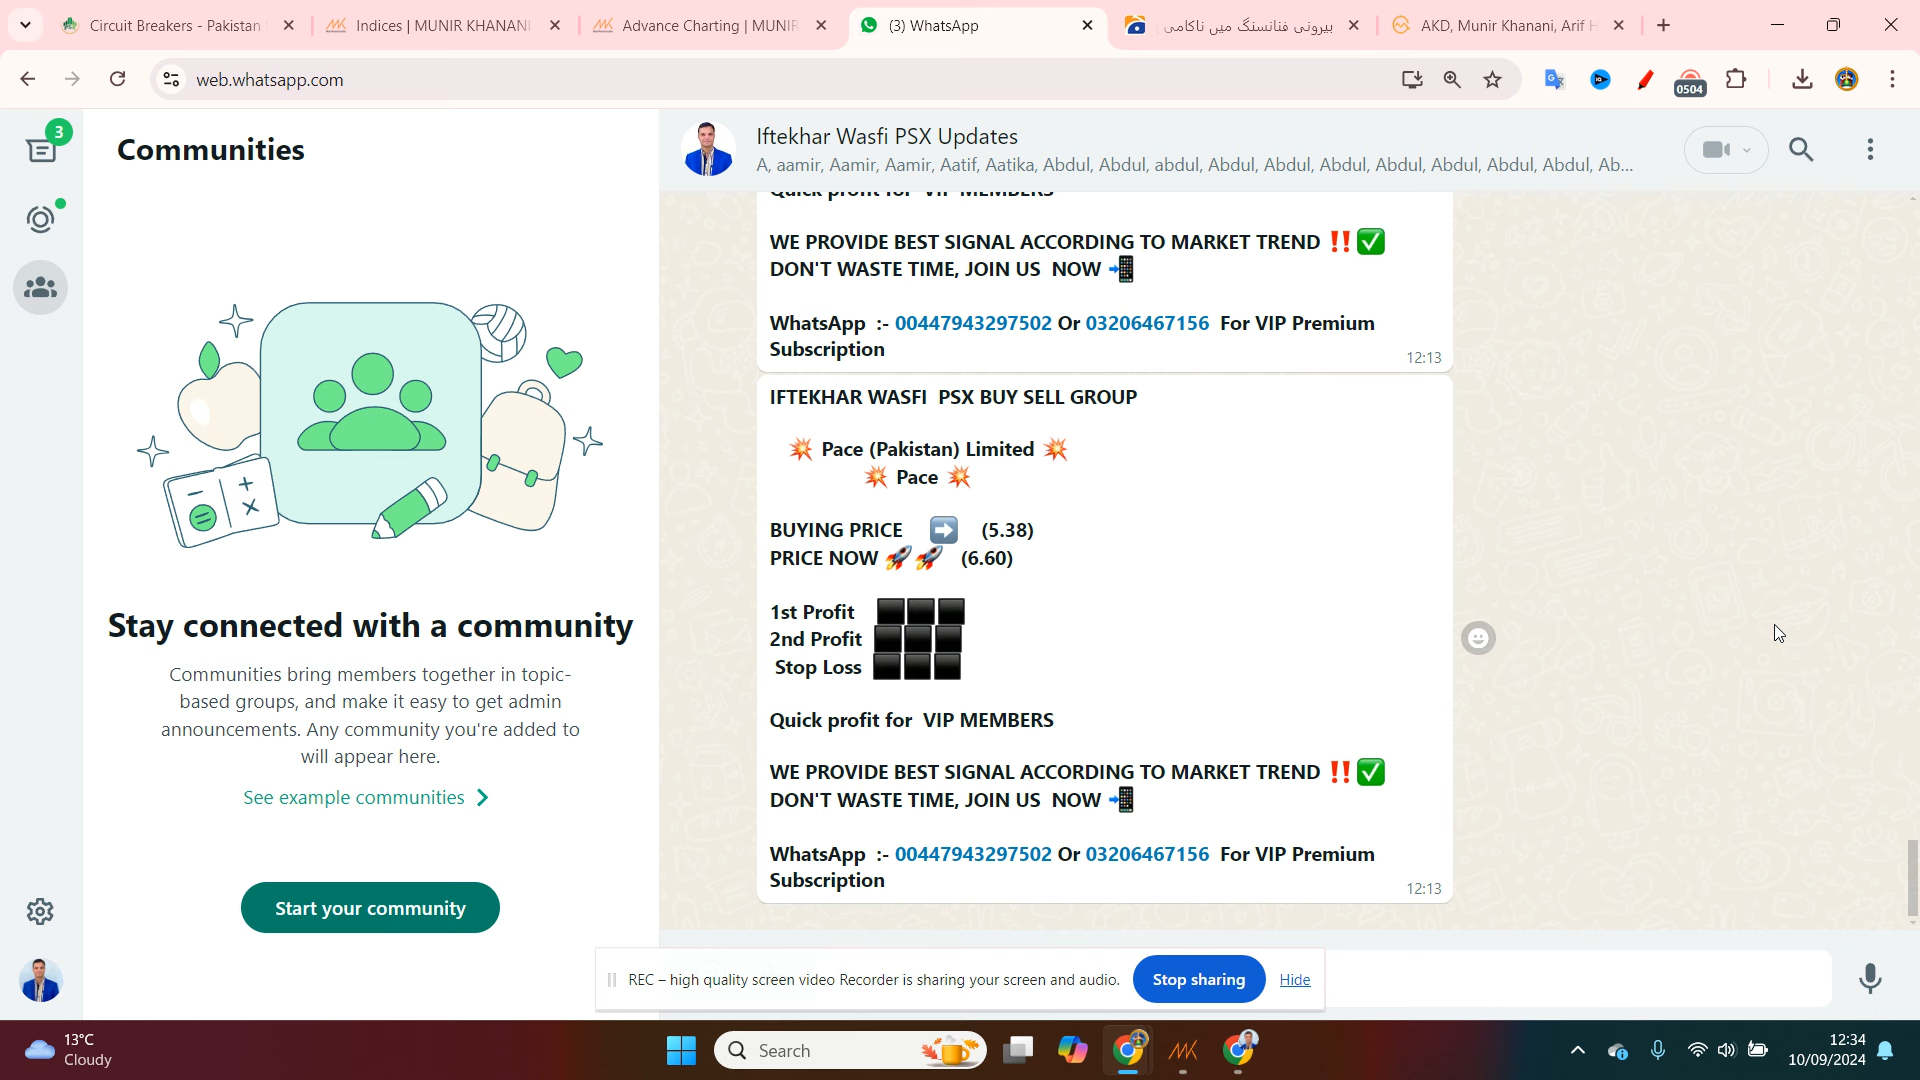 Circuit Breakers - Pakistan
Indices | MUNIR KHANANI
Advance Charting | MUNIR
(3) WhatsApp
بیرونی فنانسنگ میں ناکامی
AKD, Munir Khanani, Arif H
web.whatsapp.com
0504
3
Communities
Iftekhar Wasfi PSX Updates
A, aamir, Aamir, Aamir, Aatif, Aatika, Abdul, Abdul, abdul, Abdul, Abdul, Abdul, Abdul, Abdul, Abdul, Abdul, Ab...
Quick profit for VIP MEMBERS
WE PROVIDE BEST SIGNAL ACCORDING TO MARKET TREND ‼️✅
DON'T WASTE TIME, JOIN US NOW 📲
WhatsApp :- 00447943297502 Or 03206467156 For VIP Premium
Subscription
12:13
IFTEKHAR WASFI PSX BUY SELL GROUP
💥 Pace (Pakistan) Limited 💥
💥 Pace 💥
BUYING PRICE ➡️ (5.38)
PRICE NOW 🚀🚀 (6.60)
1st Profit ⬛⬛⬛
2nd Profit ⬛⬛⬛
Stop Loss ⬛⬛⬛
Quick profit for VIP MEMBERS
WE PROVIDE BEST SIGNAL ACCORDING TO MARKET TREND ‼️✅
DON'T WASTE TIME, JOIN US NOW 📲
WhatsApp :- 00447943297502 Or 03206467156 For VIP Premium
Subscription
12:13
Stay connected with a community
Communities bring members together in topic-
based groups, and make it easy to get admin
announcements. Any community you're added to
will appear here.
See example communities
Start your community
REC – high quality screen video Recorder is sharing your screen and audio.
Stop sharing
Hide
13°C
Cloudy
Search
12:34
10/09/2024